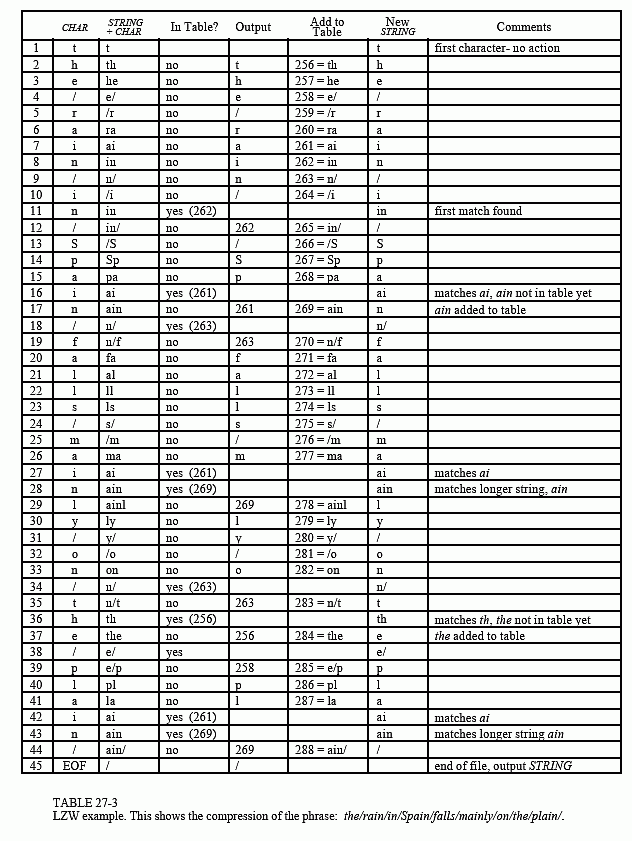 CHAR STRING + CHAR In Table? Output Add to Table New STRING Comments
1 t t t first character- no action
2 h th no t 256 = th h
3 e he no h 257 = he e
4 / e/ no e 258 = e/ /
5 r /r no / 259 = /r r
6 a ra no r 260 = ra a
7 i ai no a 261 = ai i
8 n in no i 262 = in n
9 / n/ no n 263 = n/ /
10 i /i no / 264 = /i i
11 n in yes (262) in first match found
12 / in/ no 262 265 = in/ /
13 S /S no / 266 = /S S
14 p Sp no S 267 = Sp p
15 a pa no p 268 = pa a
16 i ai yes (261) ai matches ai, ain not in table yet
17 n ain no 261 269 = ain n ain added to table
18 / n/ yes (263) n/
19 f n/f no 263 270 = n/f f
20 a fa no f 271 = fa a
21 l al no a 272 = al l
22 l ll no l 273 = ll l
23 s ls no l 274 = ls s
24 / s/ no s 275 = s/ /
25 m /m no / 276 = /m m
26 a ma no m 277 = ma a
27 i ai yes (261) ai matches ai
28 n ain yes (269) ain matches longer string, ain
29 l ainl no 269 278 = ainl l
30 y ly no l 279 = ly y
31 / y/ no y 280 = y/ /
32 o /o no / 281 = /o o
33 n on no o 282 = on n
34 / n/ yes (263) n/
35 t n/t no 263 283 = n/t t
36 h th yes (256) th matches th, the not in table yet
37 e the no 256 284 = the e the added to table
38 / e/ yes e/
39 p e/p no 258 285 = e/p p
40 l pl no p 286 = pl l
41 a la no l 287 = la a
42 i ai yes (261) ai matches ai
43 n ain yes (269) ain matches longer string ain
44 / ain/ no 269 288 = ain/ /
45 EOF / / end of file, output STRING
TABLE 27-3
LZW example. This shows the compression of the phrase: the/rain/in/Spain/falls/mainly/on/the/plain/.